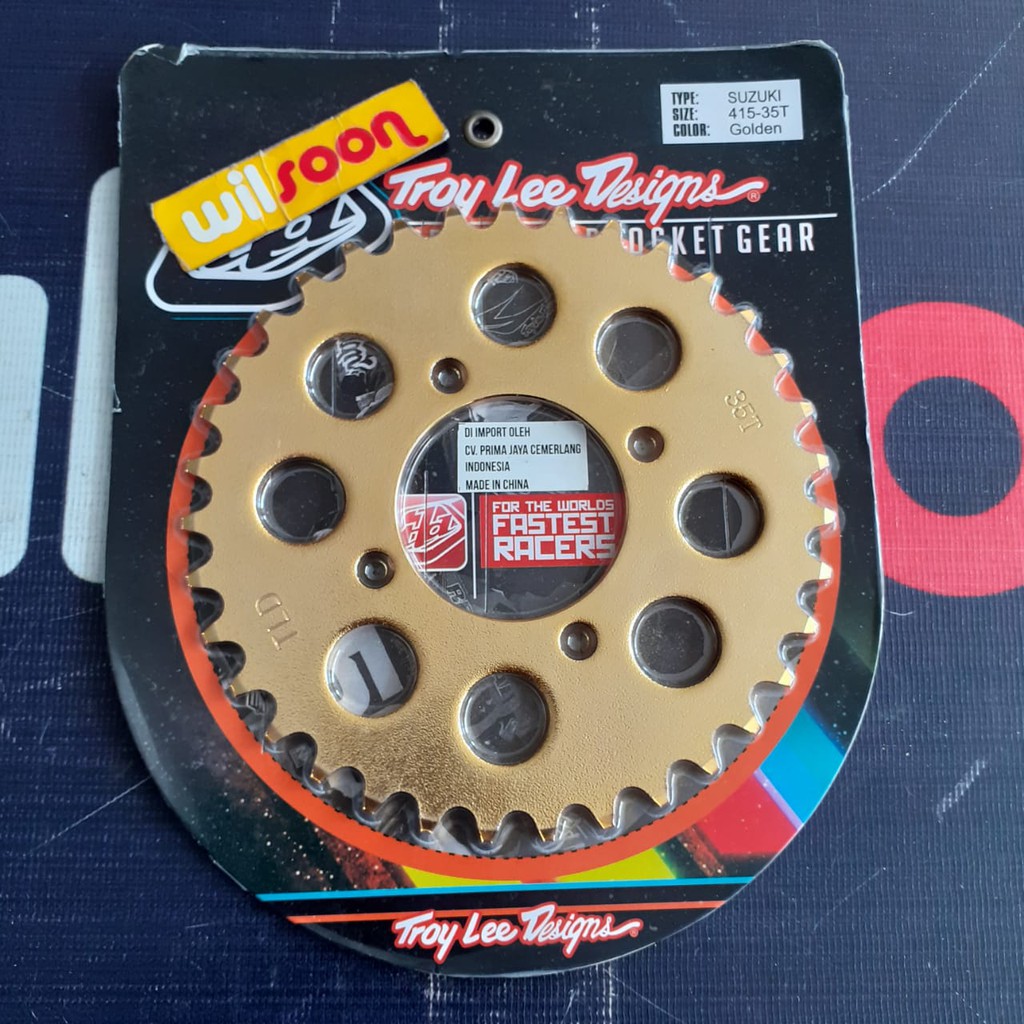 wilsoon
TYPE: SUZUKI
SIZE: 415-35T
COLOR: Golden
Troy Lee Designs®
OCKET GEAR
35T
DI IMPORT OLEH
CV. PRIMA JAYA CEMERLANG
INDONESIA
MADE IN CHINA
FOR THE WORLDS
FASTEST
RACERS
TLD
Troy Lee Designs®